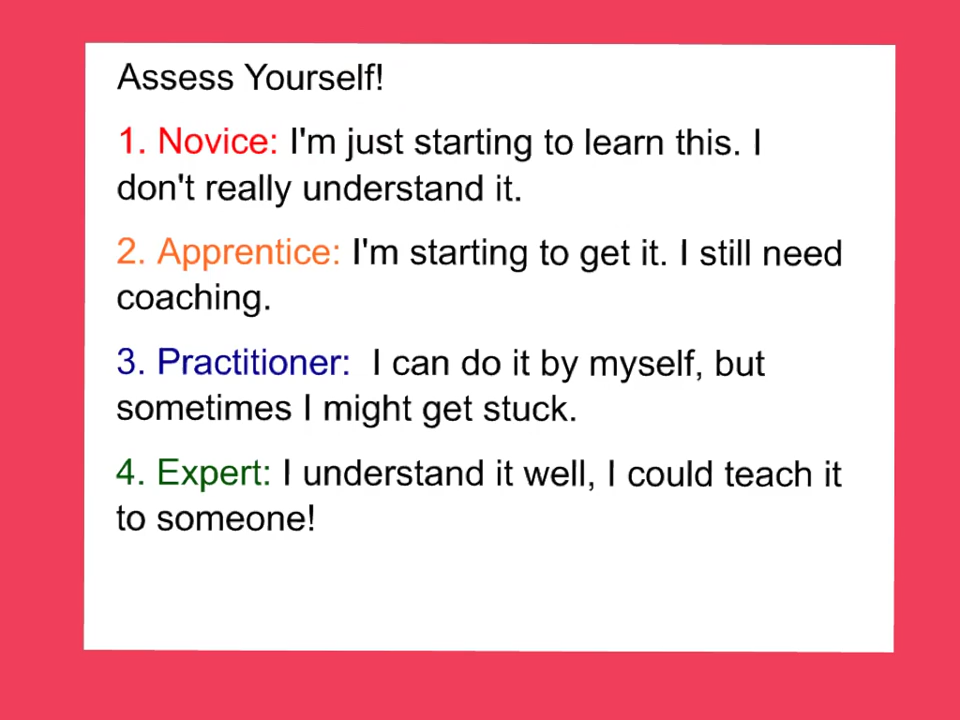 Assess Yourself!
1. Novice: I'm just starting to learn this. I
don't really understand it.
2. Apprentice: I'm starting to get it. I still need
coaching.
3. Practitioner:  I can do it by myself, but
sometimes I might get stuck.
4. Expert: I understand it well, I could teach it
to someone!